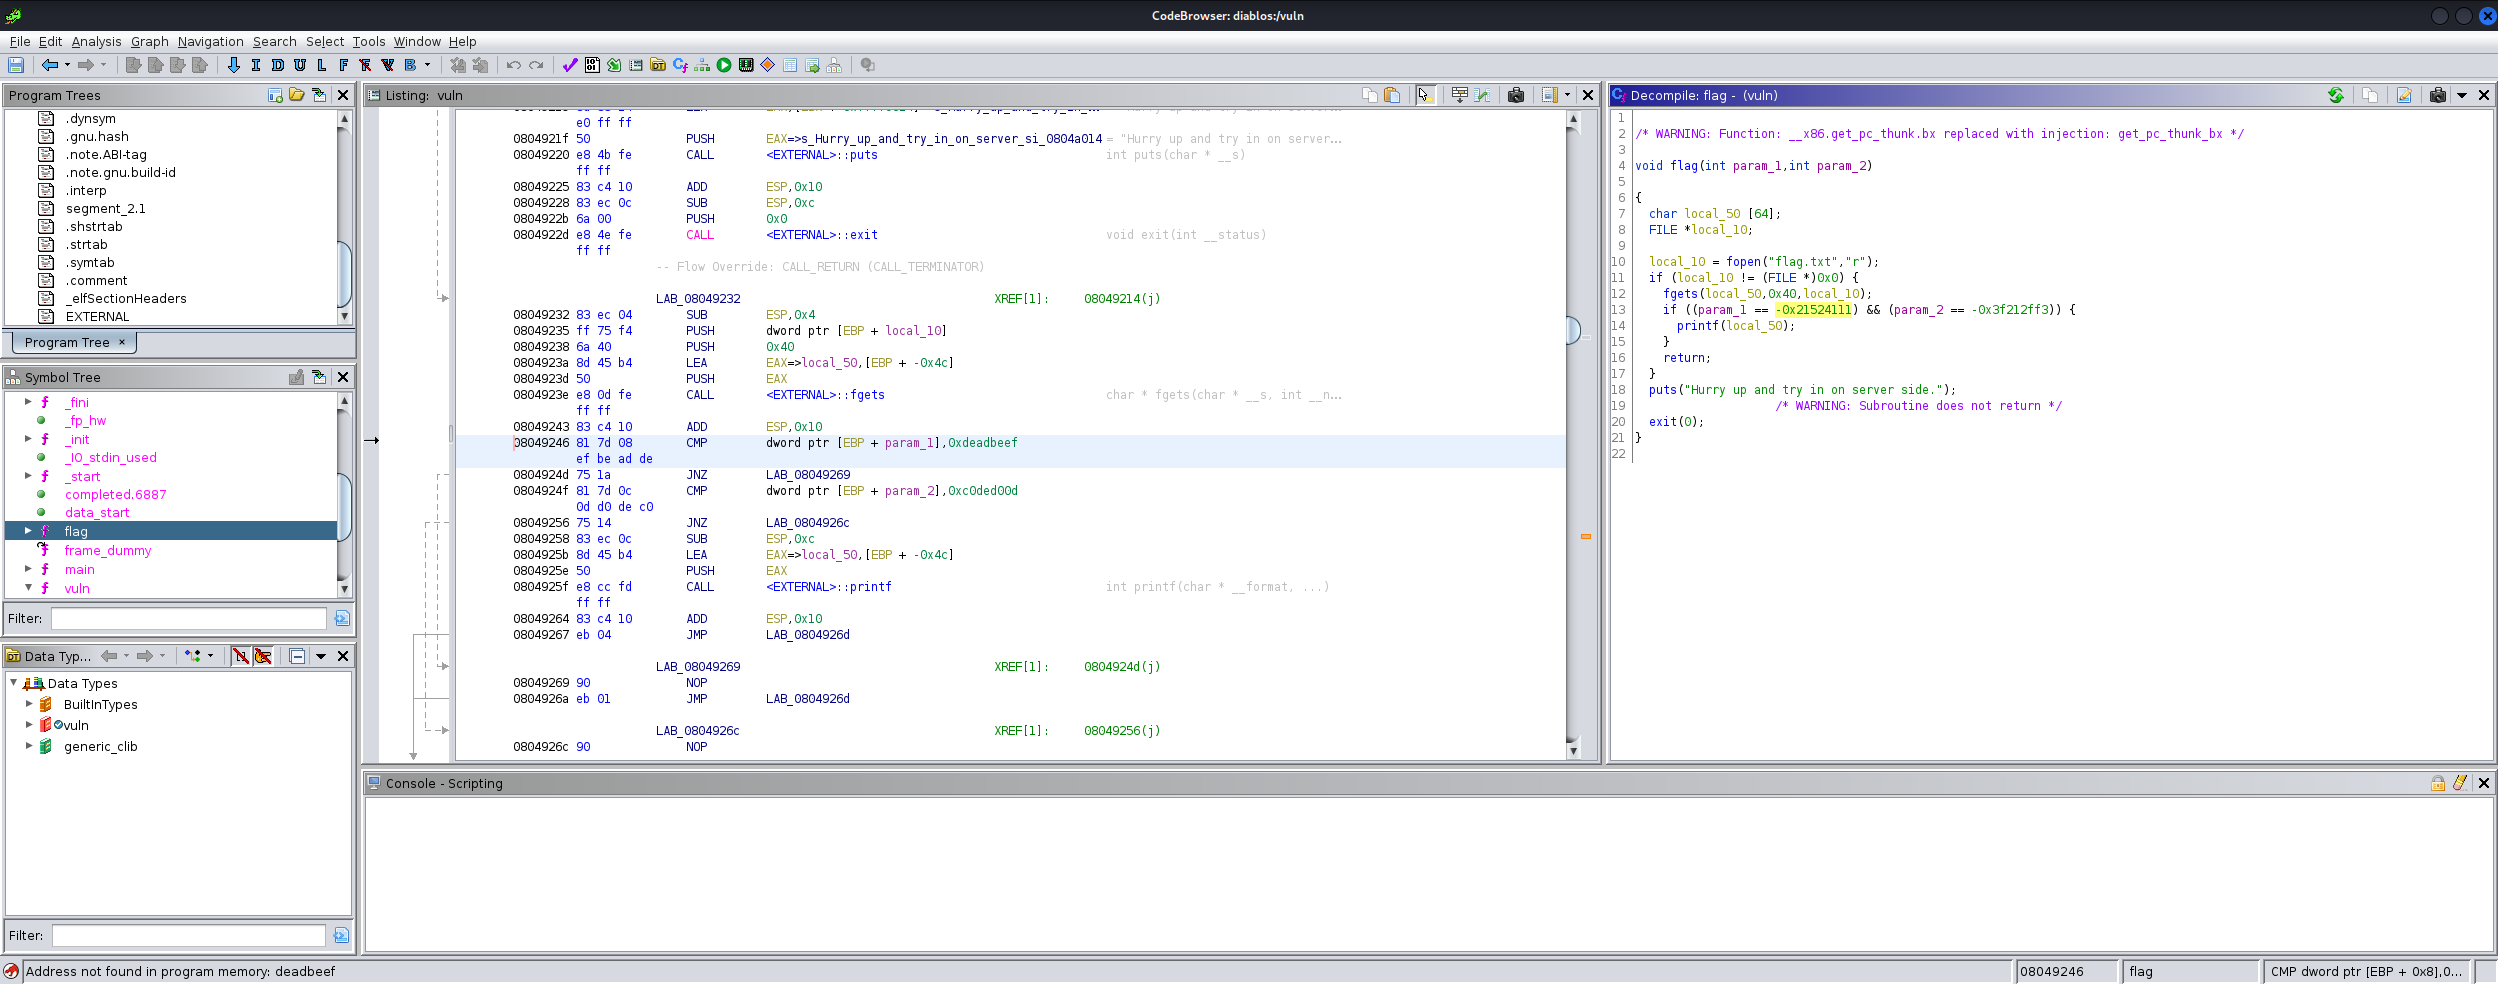 CodeBrowser: diablos:/vuln
File Edit Analysis Graph Navigation Search Select Tools Window Help
I D U L F B
Program Trees
.dynsym
.gnu.hash
.note.ABI-tag
.note.gnu.build-id
.interp
segment_2.1
.shstrtab
.strtab
.symtab
.comment
_elfSectionHeaders
EXTERNAL
Program Tree ×
Symbol Tree
f _fini
_fp_hw
f _init
_IO_stdin_used
f _start
completed.6887
data_start
f flag
f frame_dummy
f main
f vuln
Filter:
Data Typ...
Data Types
BuiltInTypes
vuln
generic_clib
Filter:
Listing: vuln
e0 ff ff
0804921f 50 PUSH EAX=>s_Hurry_up_and_try_in_on_server_si_0804a014 = "Hurry up and try in on server...
08049220 e8 4b fe CALL <EXTERNAL>::puts int puts(char * __s)
ff ff
08049225 83 c4 10 ADD ESP,0x10
08049228 83 ec 0c SUB ESP,0xc
0804922b 6a 00 PUSH 0x0
0804922d e8 4e fe CALL <EXTERNAL>::exit void exit(int __status)
ff ff
-- Flow Override: CALL_RETURN (CALL_TERMINATOR)
LAB_08049232 XREF[1]: 08049214(j)
08049232 83 ec 04 SUB ESP,0x4
08049235 ff 75 f4 PUSH dword ptr [EBP + local_10]
08049238 6a 40 PUSH 0x40
0804923a 8d 45 b4 LEA EAX=>local_50,[EBP + -0x4c]
0804923d 50 PUSH EAX
0804923e e8 0d fe CALL <EXTERNAL>::fgets char * fgets(char * __s, int __n...
ff ff
08049243 83 c4 10 ADD ESP,0x10
08049246 81 7d 08 CMP dword ptr [EBP + param_1],0xdeadbeef
ef be ad de
0804924d 75 1a JNZ LAB_08049269
0804924f 81 7d 0c CMP dword ptr [EBP + param_2],0xc0ded00d
0d d0 de c0
08049256 75 14 JNZ LAB_0804926c
08049258 83 ec 0c SUB ESP,0xc
0804925b 8d 45 b4 LEA EAX=>local_50,[EBP + -0x4c]
0804925e 50 PUSH EAX
0804925f e8 cc fd CALL <EXTERNAL>::printf int printf(char * __format, ...)
ff ff
08049264 83 c4 10 ADD ESP,0x10
08049267 eb 04 JMP LAB_0804926d
LAB_08049269 XREF[1]: 0804924d(j)
08049269 90 NOP
0804926a eb 01 JMP LAB_0804926d
LAB_0804926c XREF[1]: 08049256(j)
0804926c 90 NOP
Decompile: flag - (vuln)
1
2 /* WARNING: Function: __x86.get_pc_thunk.bx replaced with injection: get_pc_thunk_bx */
3
4 void flag(int param_1,int param_2)
5
6 {
7 char local_50 [64];
8 FILE *local_10;
9
10 local_10 = fopen("flag.txt","r");
11 if (local_10 != (FILE *)0x0) {
12 fgets(local_50,0x40,local_10);
13 if ((param_1 == -0x21524111) && (param_2 == -0x3f212ff3)) {
14 printf(local_50);
15 }
16 return;
17 }
18 puts("Hurry up and try in on server side.");
19 /* WARNING: Subroutine does not return */
20 exit(0);
21 }
22
Console - Scripting
Address not found in program memory: deadbeef
08049246
flag
CMP dword ptr [EBP + 0x8],0...